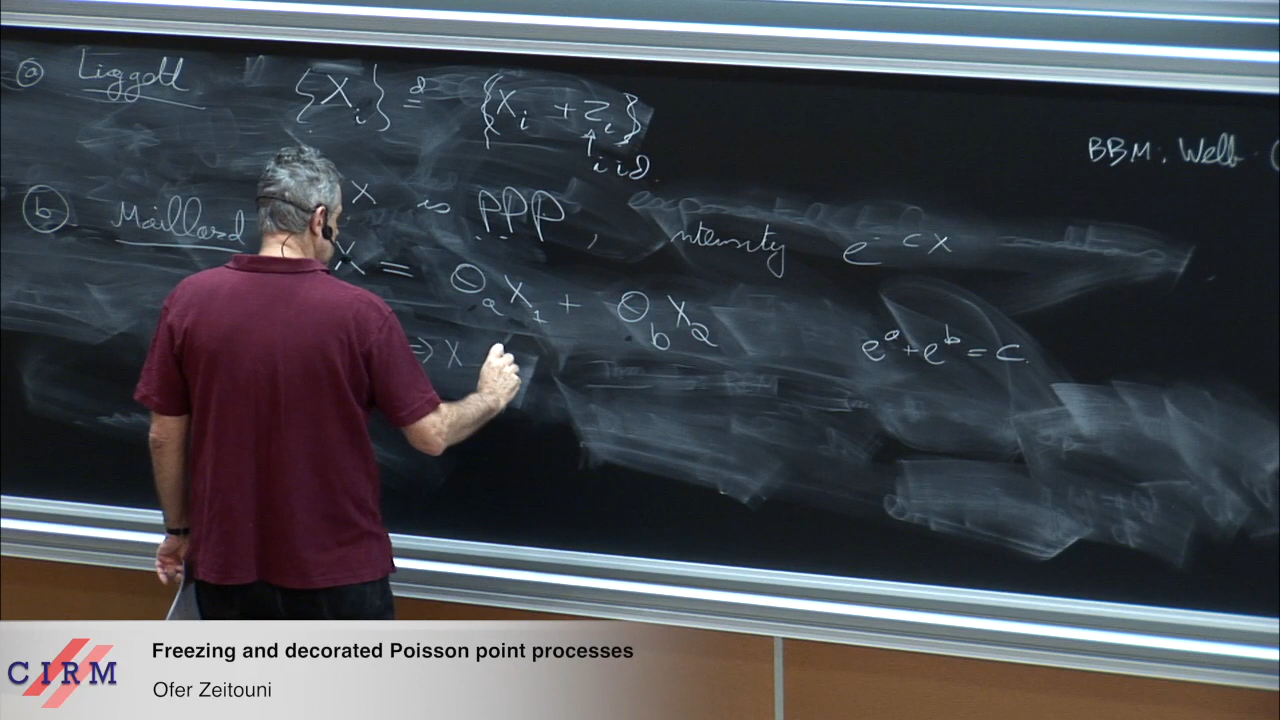 ⓐ Liggett {X_i} =^d {X_i + Z_i}
↑
iid.
BBM. Welb.
ⓑ Maillard X is PPP, intensity e^{-cx}
X = Θ_a X_1 + Θ_b X_2 e^a + e^b = c.
⇒ X
CIRM
Freezing and decorated Poisson point processes
Ofer Zeitouni